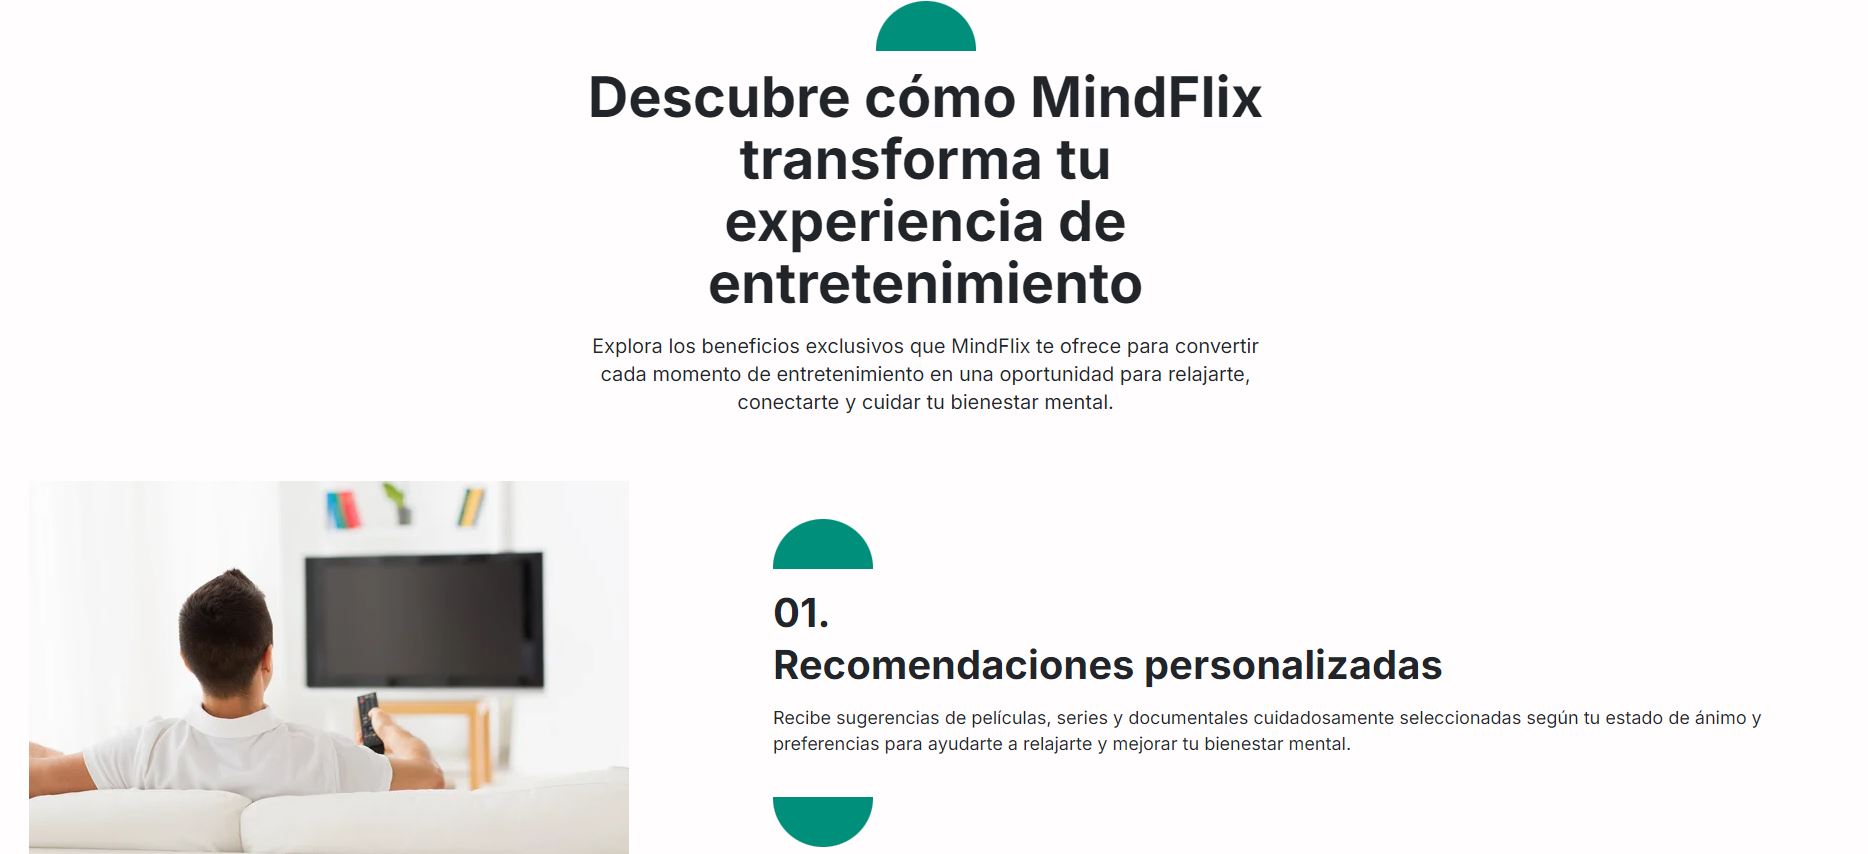 Descubre cómo MindFlix
transforma tu
experiencia de
entretenimiento
Explora los beneficios exclusivos que MindFlix te ofrece para convertir
cada momento de entretenimiento en una oportunidad para relajarte,
conectarte y cuidar tu bienestar mental.
01.
Recomendaciones personalizadas
Recibe sugerencias de películas, series y documentales cuidadosamente seleccionadas según tu estado de ánimo y
preferencias para ayudarte a relajarte y mejorar tu bienestar mental.